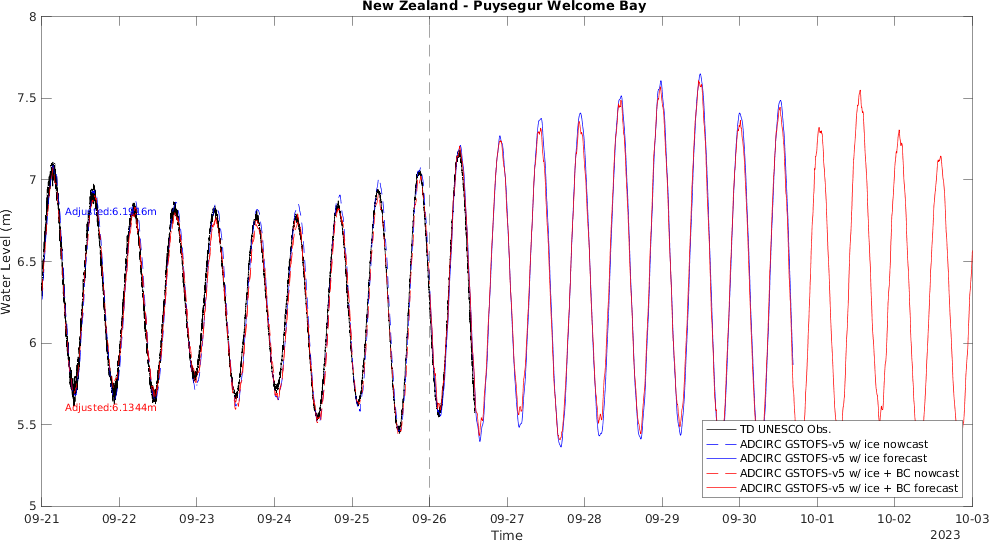 New Zealand - Puysegur Welcome Bay
8
7.5
7
6.5
6
5.5
5
Water Level (m)
Adjusted:6.1946m
Adjusted:6.1344m
TD UNESCO Obs.
ADCIRC GSTOFS-v5 w/ ice nowcast
ADCIRC GSTOFS-v5 w/ ice forecast
ADCIRC GSTOFS-v5 w/ ice + BC nowcast
ADCIRC GSTOFS-v5 w/ ice + BC forecast
09-21 09-22 09-23 09-24 09-25 09-26 09-27 09-28 09-29 09-30 10-01 10-02 10-03
Time
2023